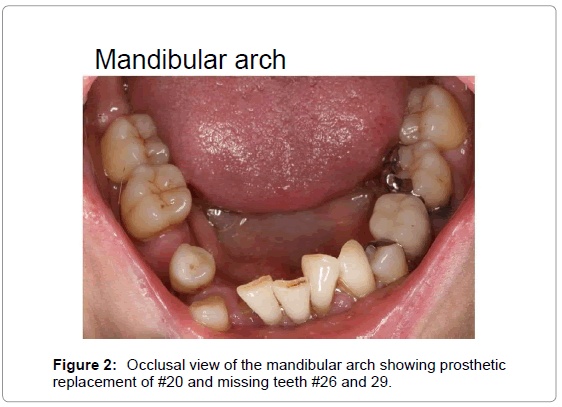 Mandibular arch
Figure 2: Occlusal view of the mandibular arch showing prosthetic
replacement of #20 and missing teeth #26 and 29.